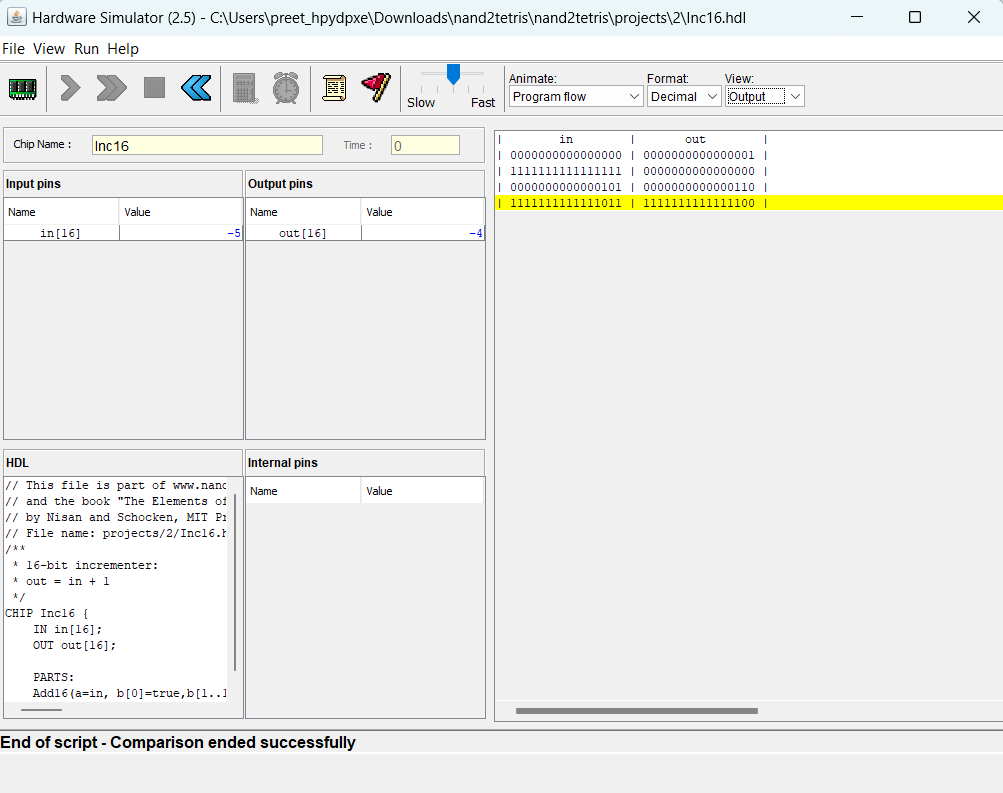 Hardware Simulator (2.5) - C:\Users\preet_hpydpxe\Downloads\nand2tetris\nand2tetris\projects\2\Inc16.hdl
File View Run Help
Animate: Format: View:
Slow Fast Program flow Decimal Output
Chip Name : Inc16 Time : 0
Input pins
Name Value
in[16] -5
Output pins
Name Value
out[16] -4
HDL
// This file is part of www.nand
// and the book "The Elements of
// by Nisan and Schocken, MIT Pr
// File name: projects/2/Inc16.h
/**
* 16-bit incrementer:
* out = in + 1
*/
CHIP Inc16 {
IN in[16];
OUT out[16];
PARTS:
Add16(a=in, b[0]=true,b[1..1
Internal pins
Name Value
| in | out |
| 0000000000000000 | 0000000000000001 |
| 1111111111111111 | 0000000000000000 |
| 0000000000000101 | 0000000000000110 |
| 1111111111111011 | 1111111111111100 |
End of script - Comparison ended successfully